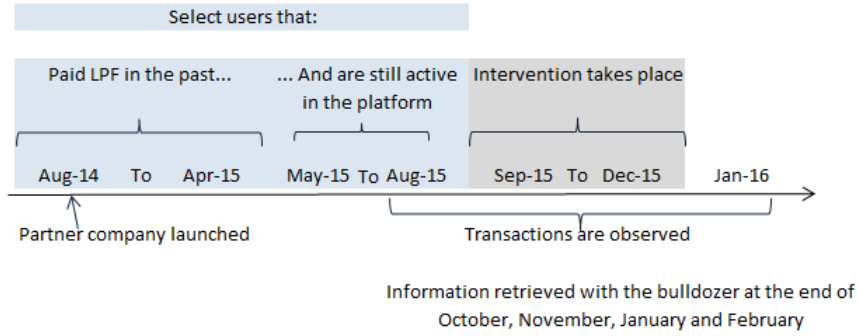 Select users that:
Paid LPF in the past...
... And are still active
in the platform
Intervention takes place
Aug-14 To Apr-15 May-15 To Aug-15 Sep-15 To Dec-15 Jan-16
Partner company launched
Transactions are observed
Information retrieved with the bulldozer at the end of
October, November, January and February